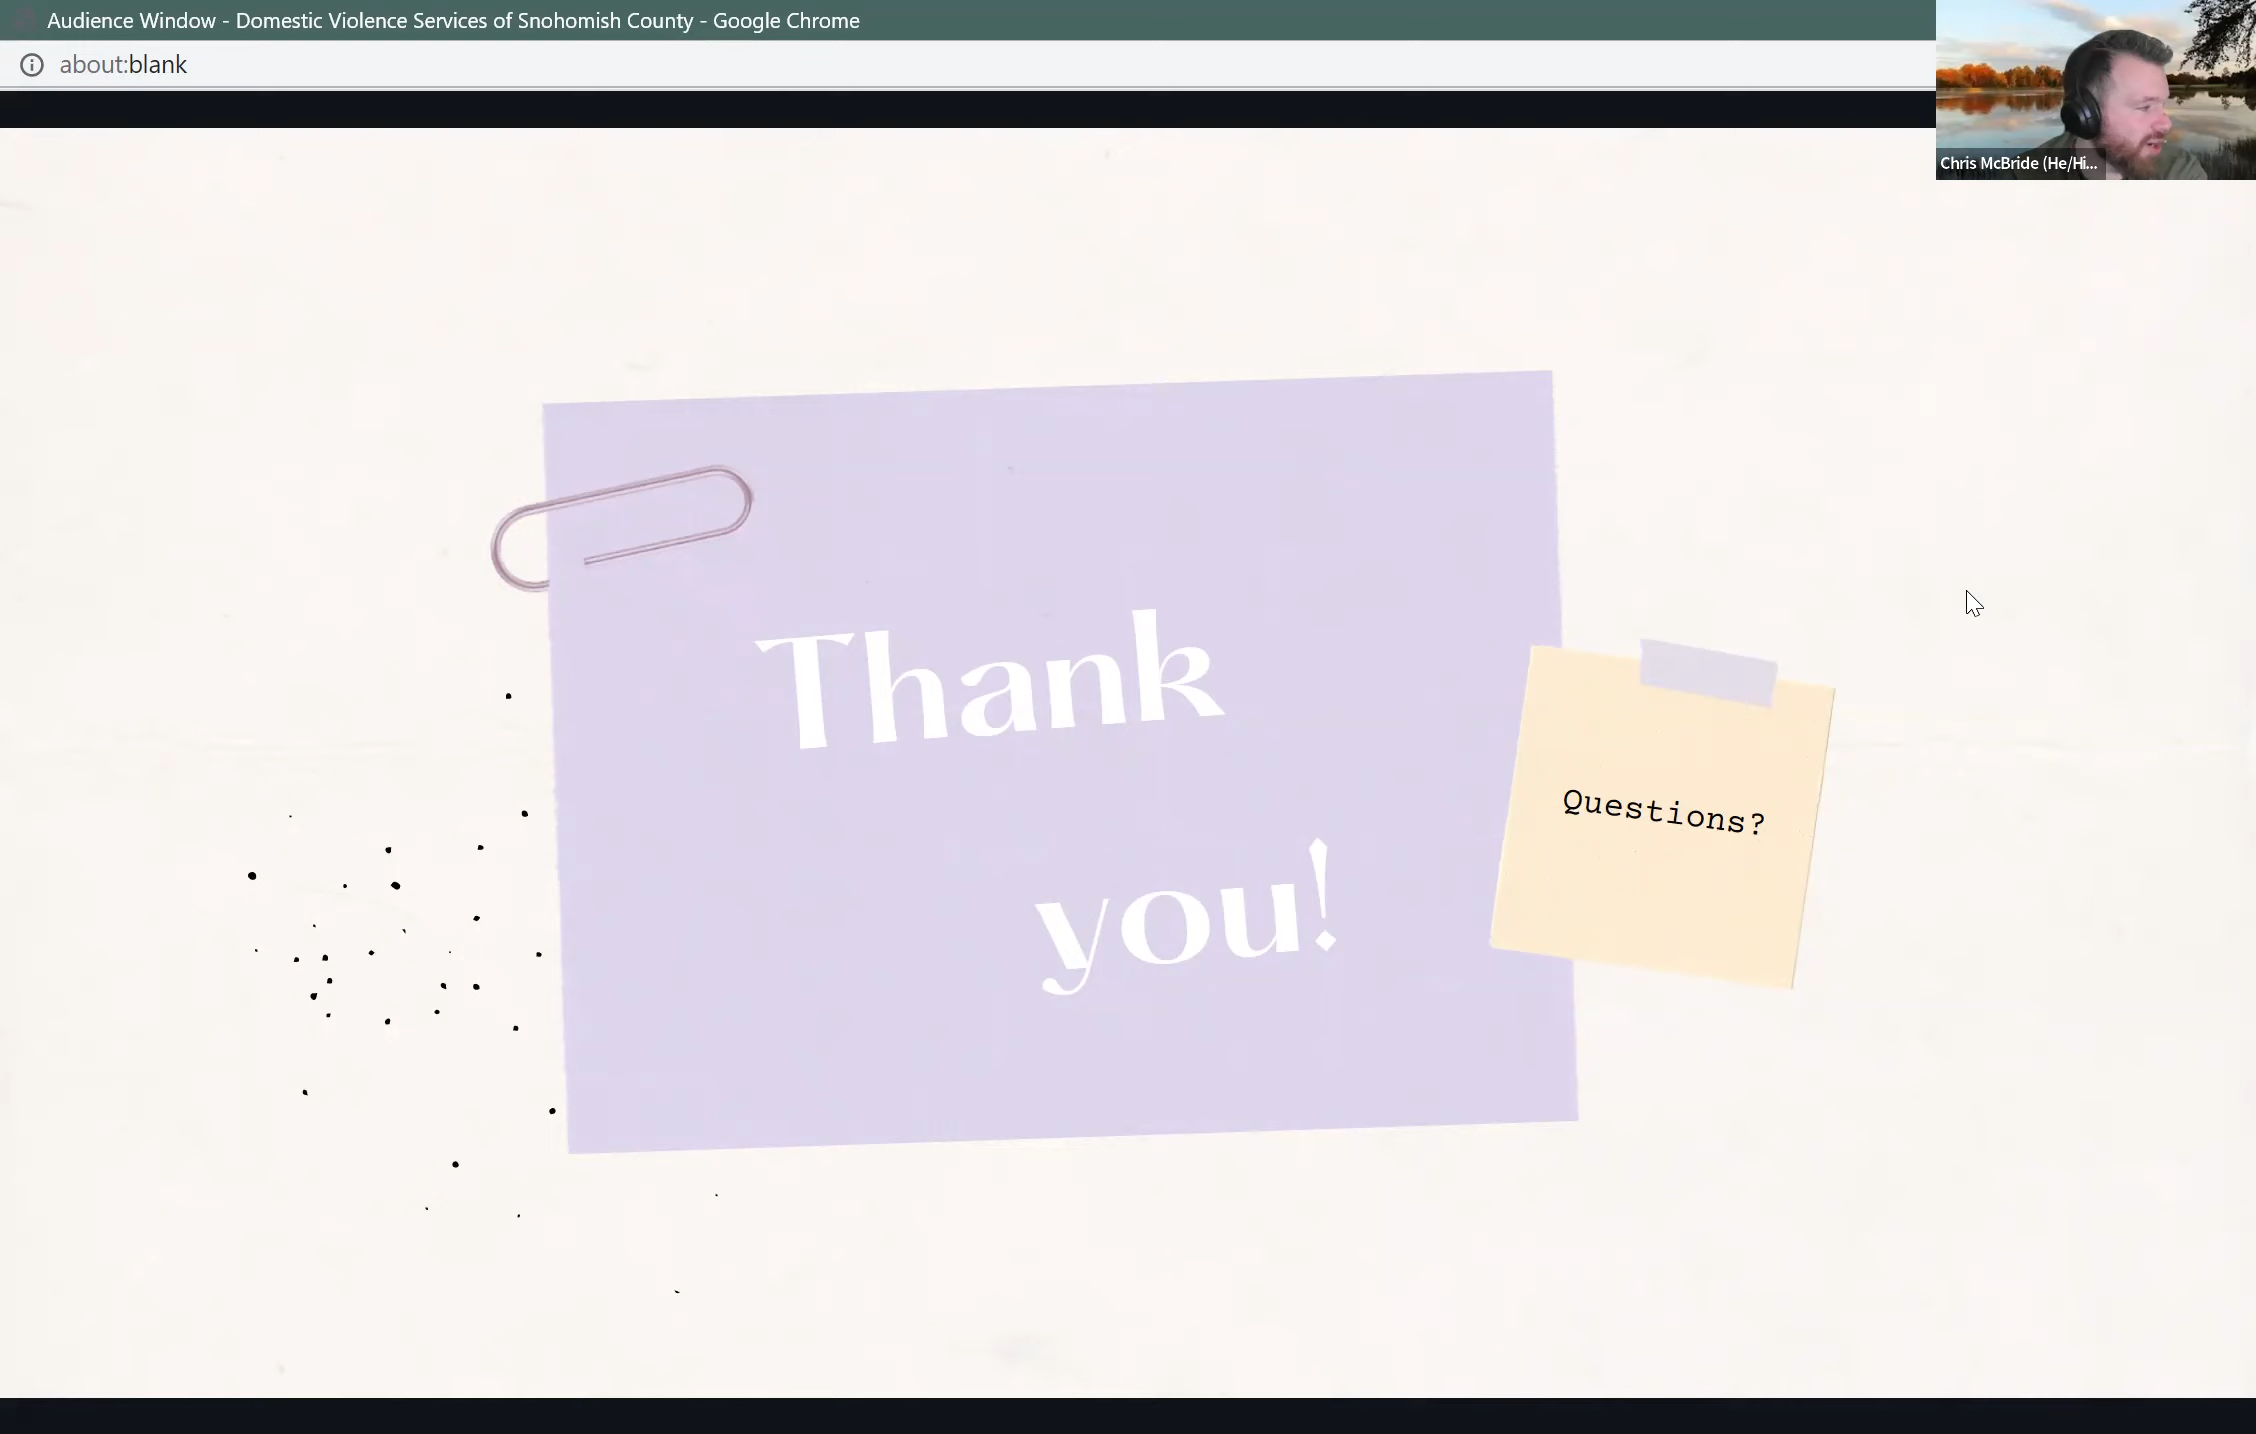 Audience Window - Domestic Violence Services of Snohomish County - Google Chrome
about:blank
Chris McBride (He/Hi...
Thank
you!
Questions?